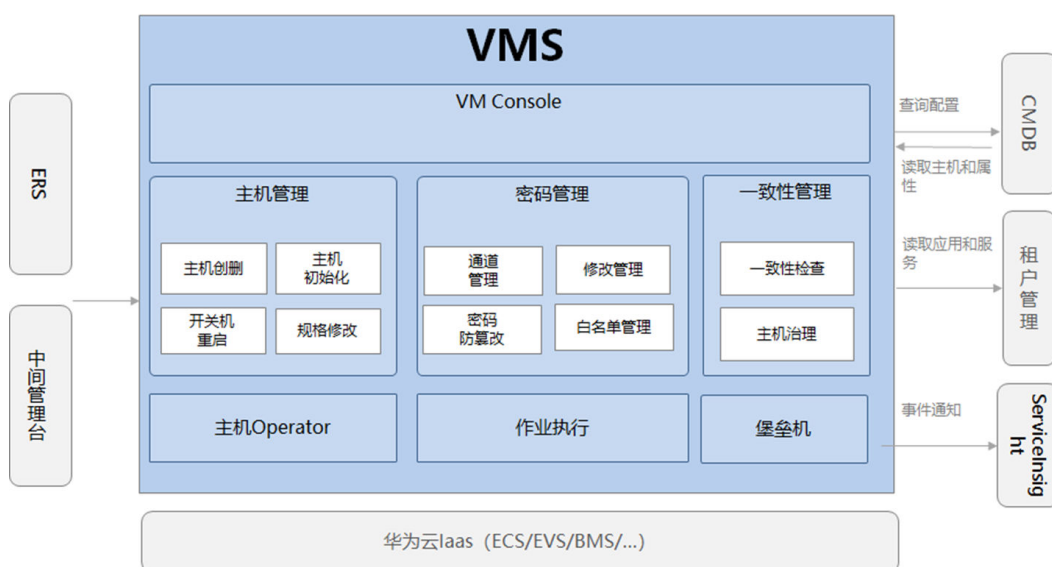 VMS
VM Console
ERS
中间管理台
主机管理
主机创删
主机
初始化
开关机
重启
规格修改
密码管理
通道
管理
修改管理
密码
防篡改
白名单管理
一致性管理
一致性检查
主机治理
主机Operator
作业执行
堡垒机
查询配置
读取主机和属
性
CMDB
读取应用和服
务
租户管理
事件通知
ServiceInsig
ht
华为云Iaas（ECS/EVS/BMS/...）